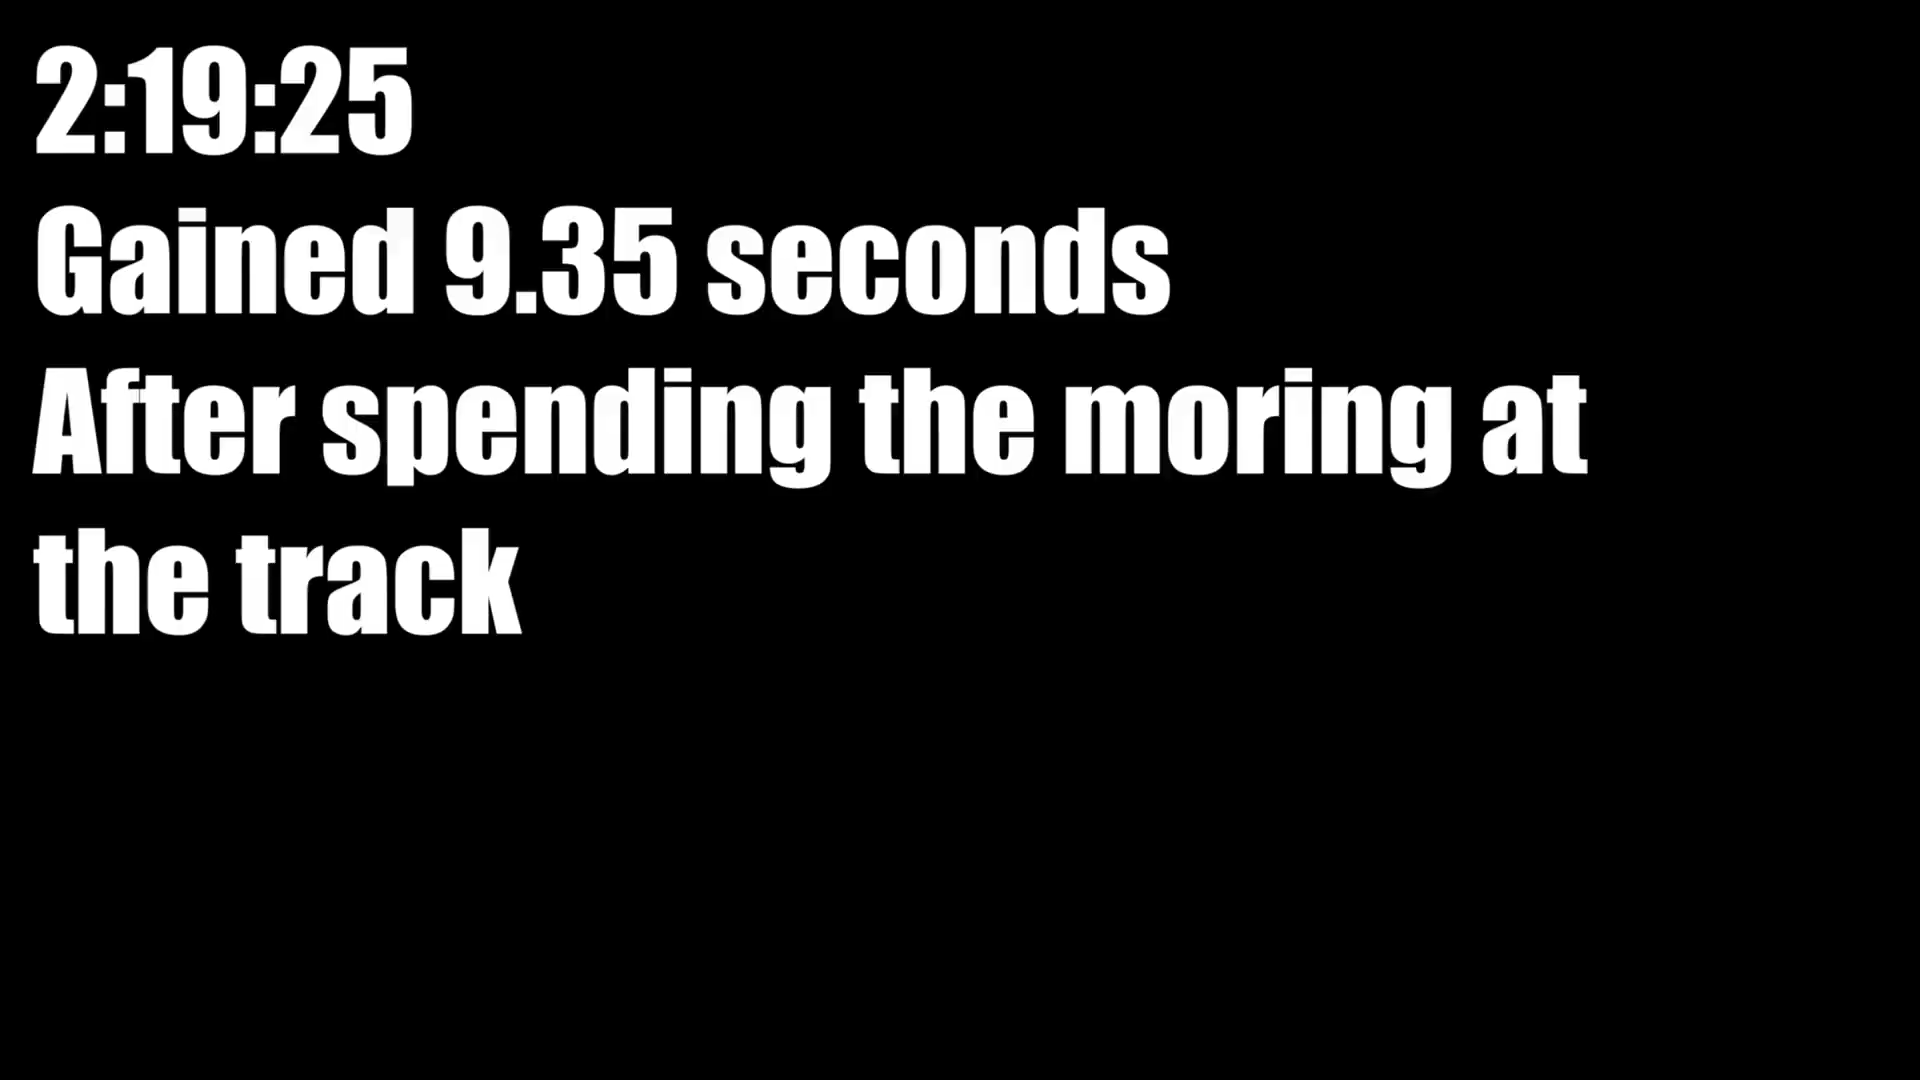 2:19:25
Gained 9.35 seconds
After spending the moring at
the track